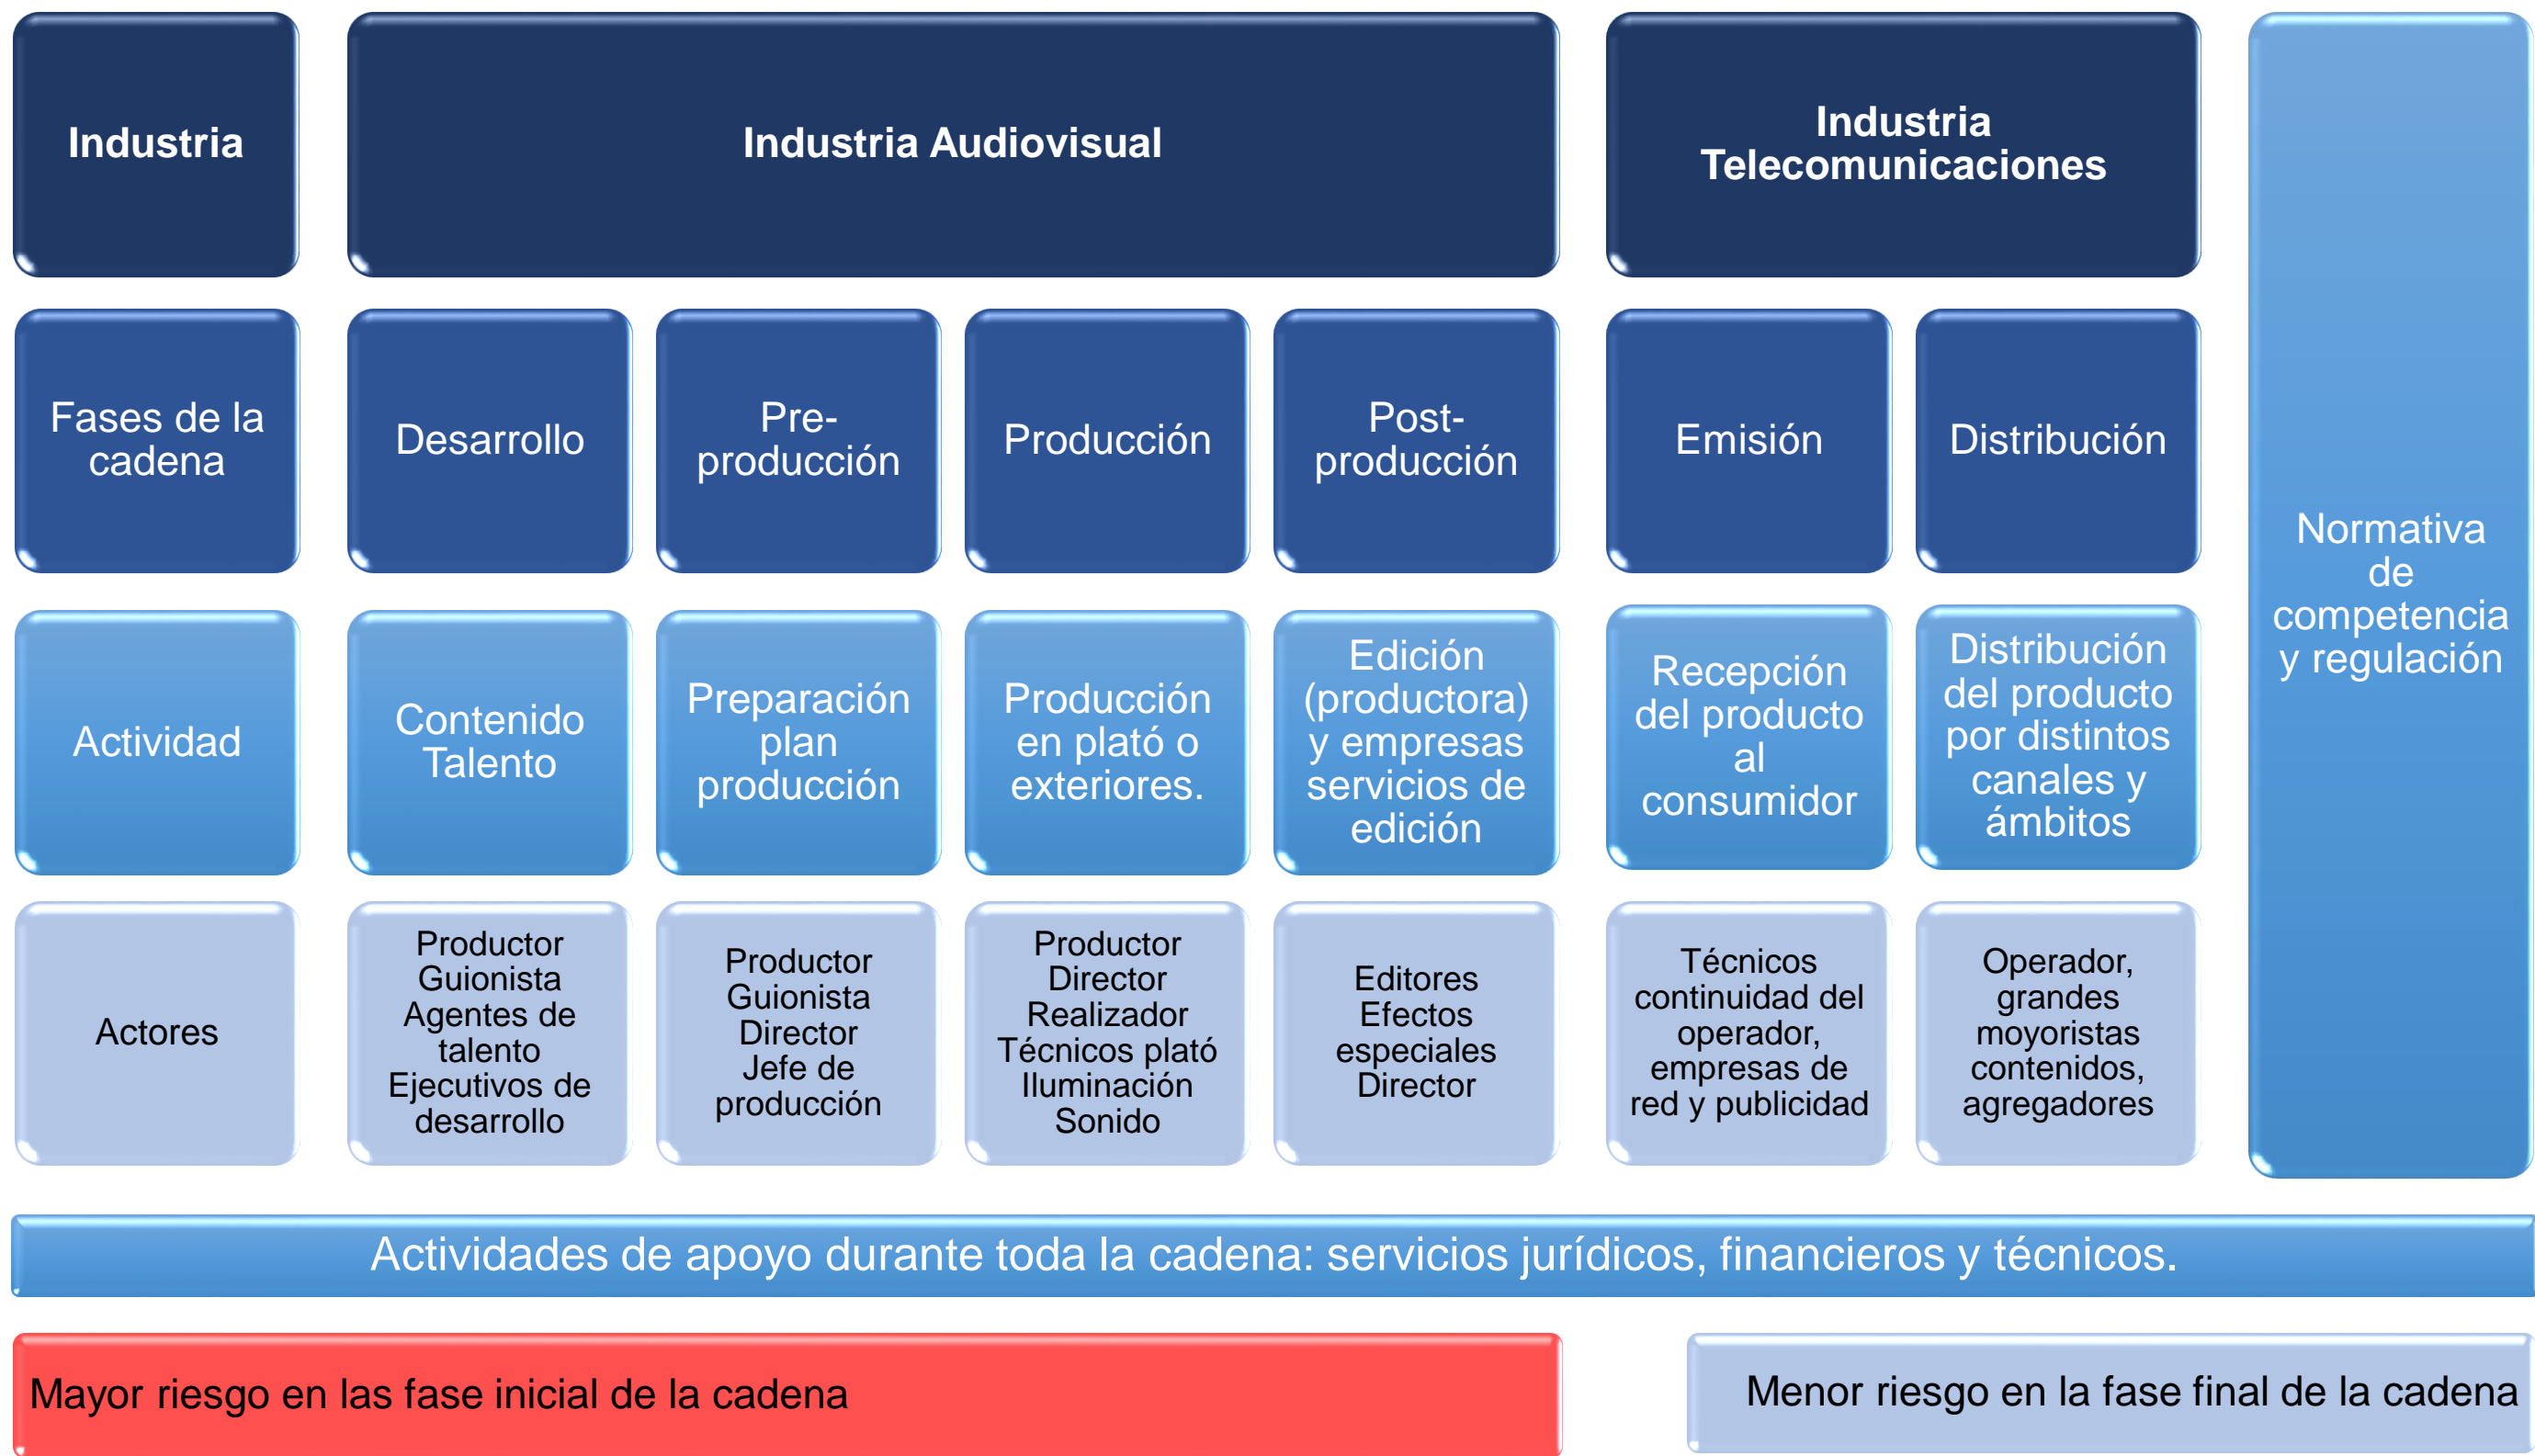 Industria
Industria Audiovisual
Industria
Telecomunicaciones
Fases de la
cadena
Desarrollo
Pre-
producción
Producción
Post-
producción
Emisión
Distribución
Normativa
de
competencia
y regulación
Actividad
Contenido
Talento
Preparación
plan
producción
Producción
en plató o
exteriores.
Edición
(productora)
y empresas
servicios de
edición
Recepción
del producto
al
consumidor
Distribución
del producto
por distintos
canales y
ámbitos
Actores
Productor
Guionista
Agentes de
talento
Ejecutivos de
desarrollo
Productor
Guionista
Director
Jefe de
producción
Productor
Director
Realizador
Técnicos plató
Iluminación
Sonido
Editores
Efectos
especiales
Director
Técnicos
continuidad del
operador,
empresas de
red y publicidad
Operador,
grandes
moyoristas
contenidos,
agregadores
Actividades de apoyo durante toda la cadena: servicios jurídicos, financieros y técnicos.
Mayor riesgo en las fase inicial de la cadena
Menor riesgo en la fase final de la cadena